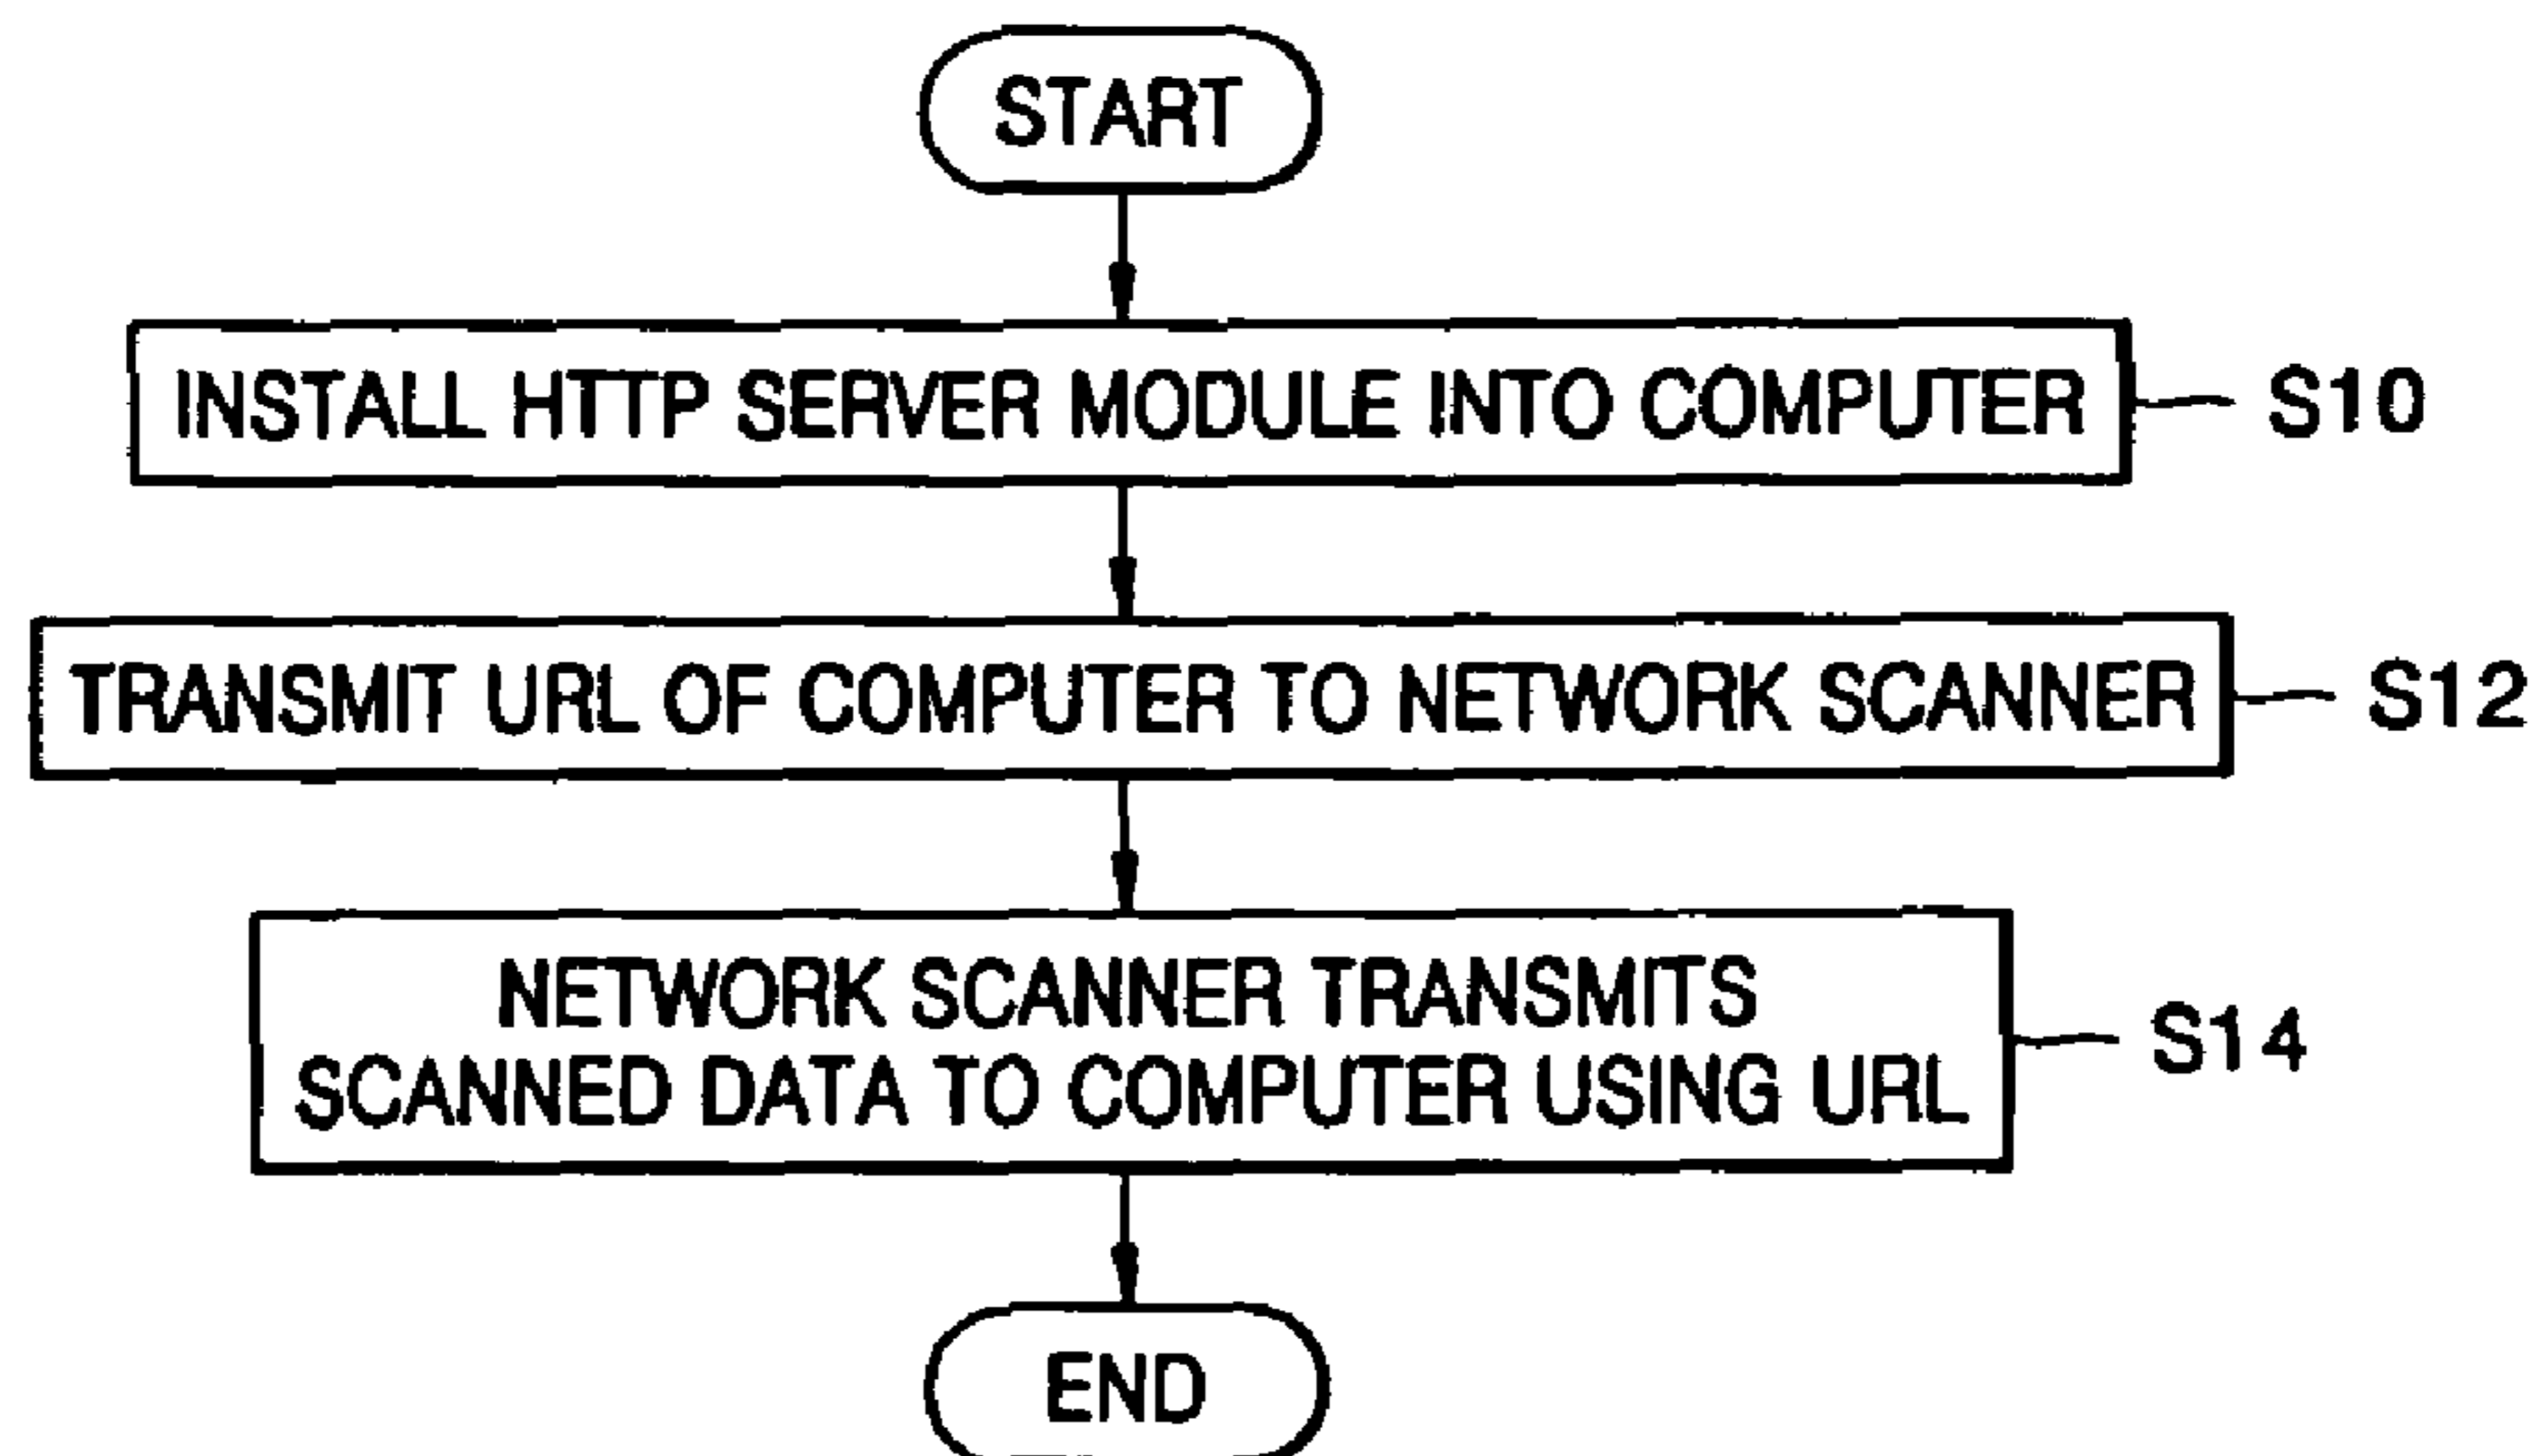 START
INSTALL HTTP SERVER MODULE INTO COMPUTER
S10
TRANSMIT URL OF COMPUTER TO NETWORK SCANNER
S12
NETWORK SCANNER TRANSMITS
SCANNED DATA TO COMPUTER USING URL
S14
END